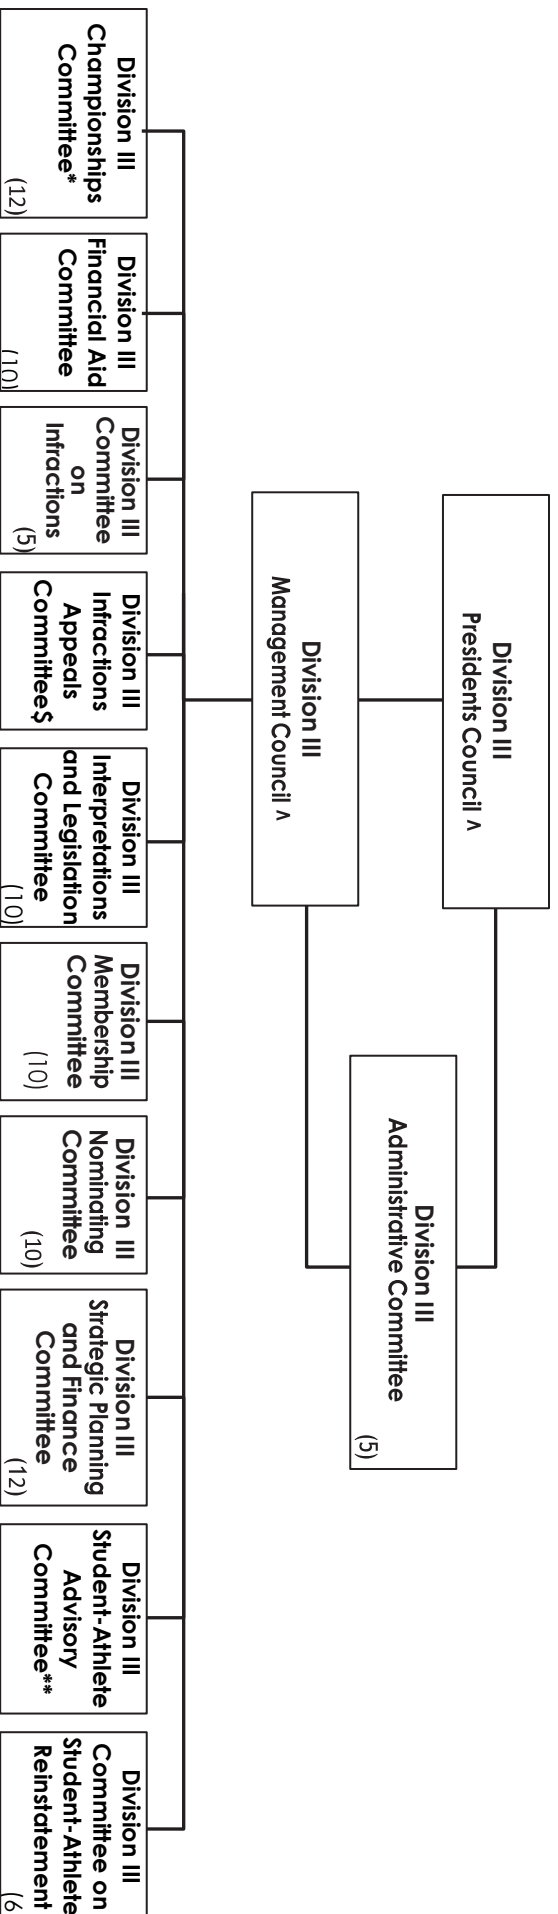 Division III
Presidents Council ^
Division III
Management Council ^
Division III
Administrative Committee
(5)
Division III
Championships
Committee*
(12)
Division III
Financial Aid
Committee
(10)
Division III
Committee
on
Infractions
(5)
Division III
Infractions
Appeals
Committee$
Division III
Interpretations
and Legislation
Committee
(10)
Division III
Membership
Committee
(10)
Division III
Nominating
Committee
(10)
Division III
Strategic Planning
and Finance
Committee
(12)
Division III
Student-Athlete
Advisory
Committee**
Division III
Committee on
Student-Athlete
Reinstatement
(6